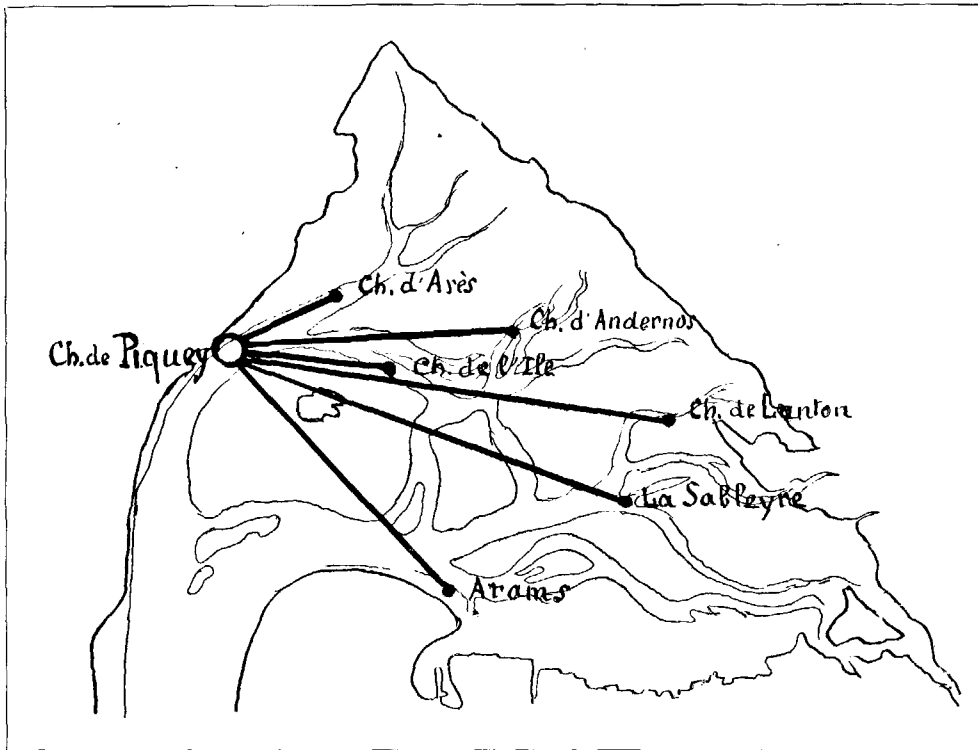 Ch. d'Arès
Ch. d'Andernos
Ch. de Piquey
Ch. de l'Ile
Ch. de Lanton
La Sableyre
Arams